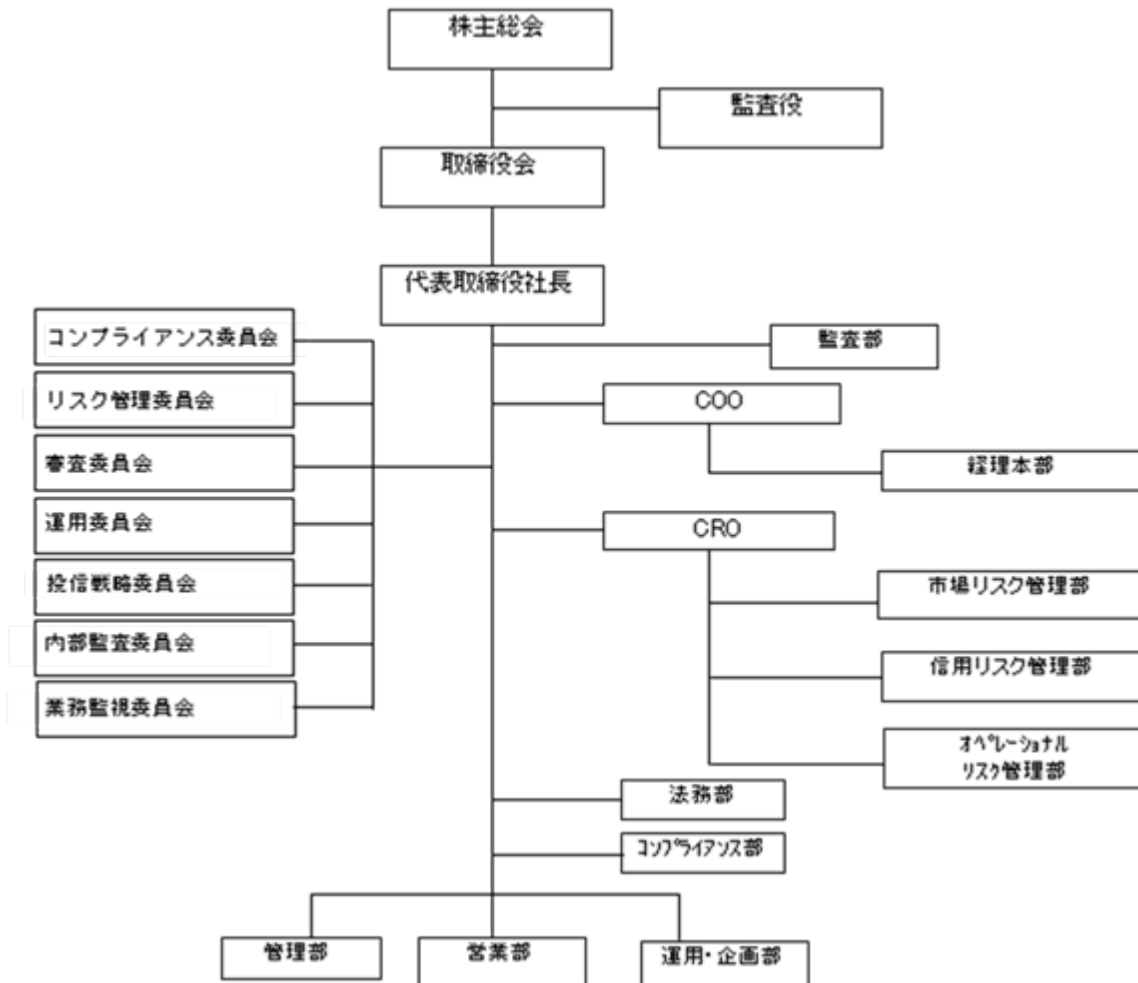 株主総会
監査役
取締役会
代表取締役社長
コンプライアンス委員会
リスク管理委員会
審査委員会
運用委員会
投信戦略委員会
内部監査委員会
業務監視委員会
監査部
COO
経理本部
CRO
市場リスク管理部
信用リスク管理部
オペレーショナル
リスク管理部
法務部
コンプライアンス部
管理部
営業部
運用・企画部